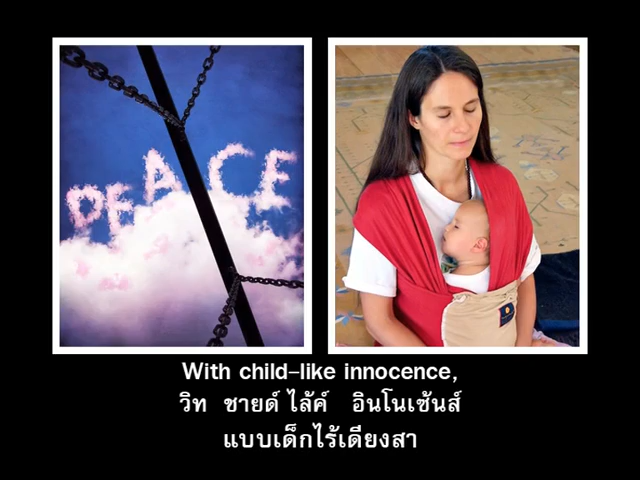 PEACE
With child-like innocence,
วิท ชายด์ ไล้ค์ อินโนเซ้นส์
แบบเด็กไร้เดียงสา